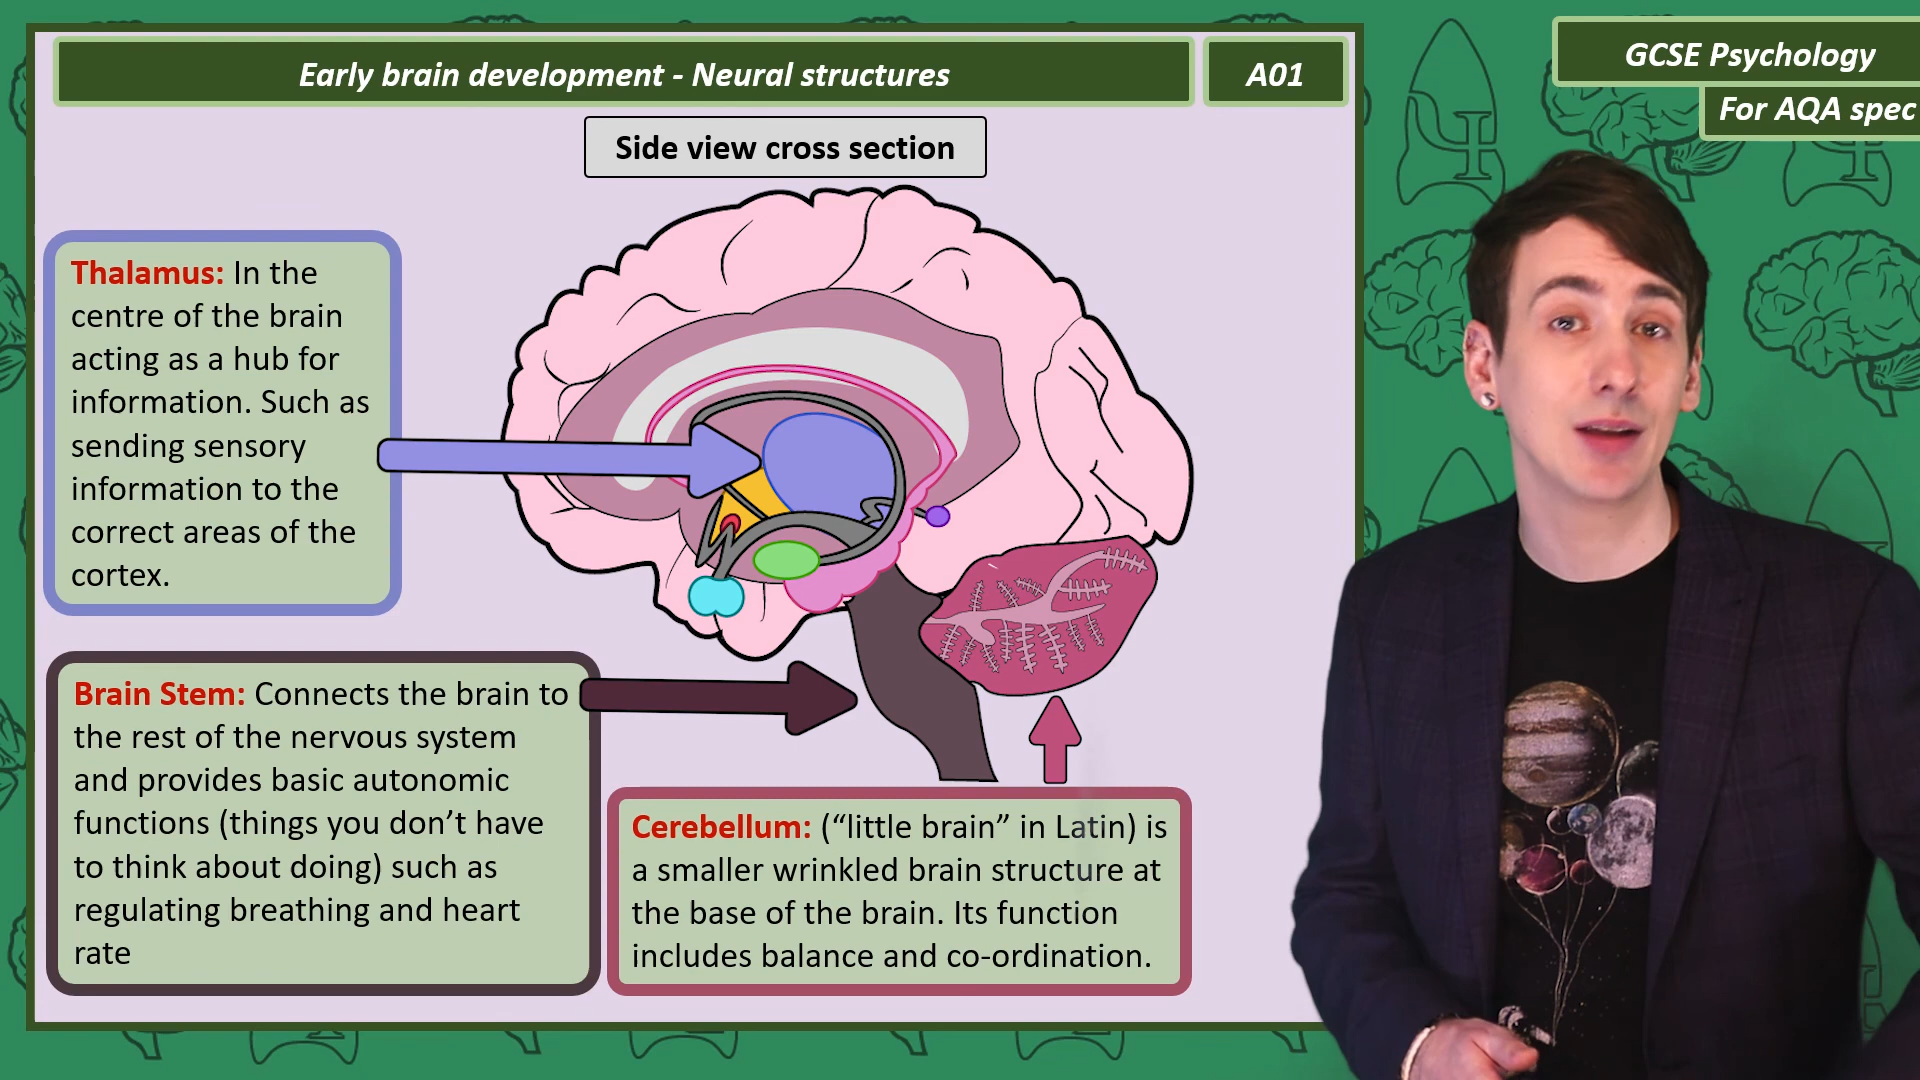 Early brain development - Neural structures
A01
GCSE Psychology
For AQA spec
Side view cross section
Thalamus: In the
centre of the brain
acting as a hub for
information. Such as
sending sensory
information to the
correct areas of the
cortex.
Brain Stem: Connects the brain to
the rest of the nervous system
and provides basic autonomic
functions (things you don’t have
to think about doing) such as
regulating breathing and heart
rate
Cerebellum: (“little brain” in Latin) is
a smaller wrinkled brain structure at
the base of the brain. Its function
includes balance and co-ordination.